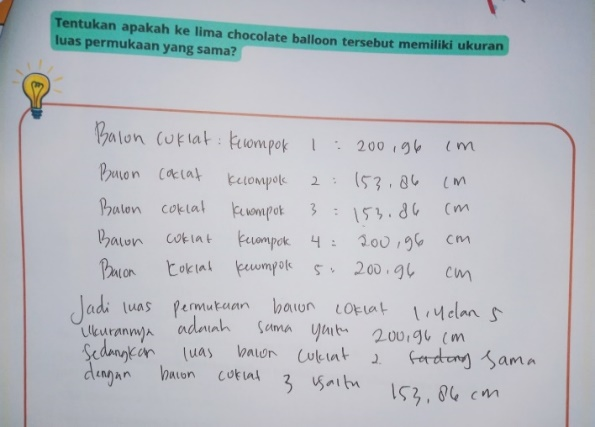 Tentukan apakah ke lima chocolate balloon tersebut memiliki ukuran
luas permukaan yang sama?
Balon Cuklat : Kelompok 1 : 200,96 cm
Balon Coklat Kelompok 2 : 153,86 cm
Balon coklat Kelompok 3 : 153.86 cm
Balon coklat Kelompok 4 : 200,96 cm
Balon Coklat kelompok 5 : 200.96 cm
Jadi luas permukaan balon coklat 1,4 dan 5
Ukurannya adalah sama yaitu 200,96 cm
Sedangkan luas balon Cuklat 2 sama
dengan balon coklat 3 yaitu 153,86 cm